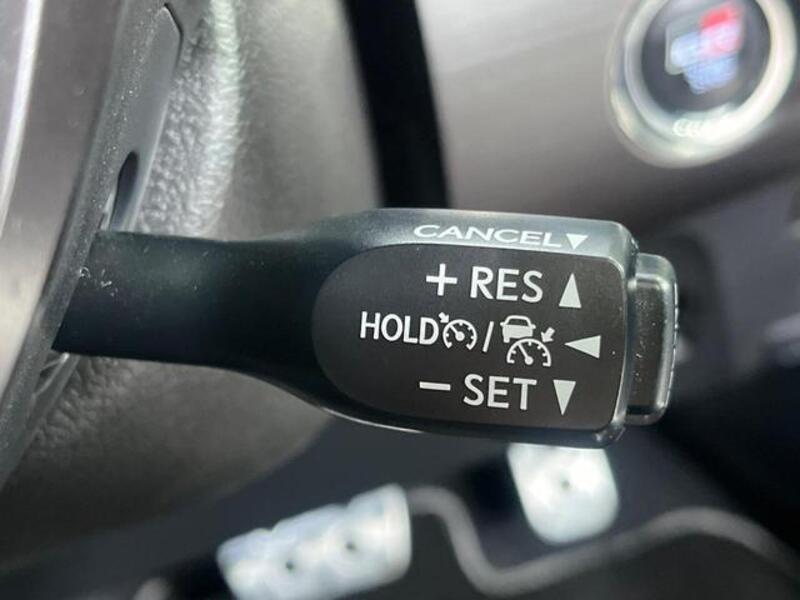 CANCEL▼
+ RES ▲
HOLD / ◀
− SET ▼